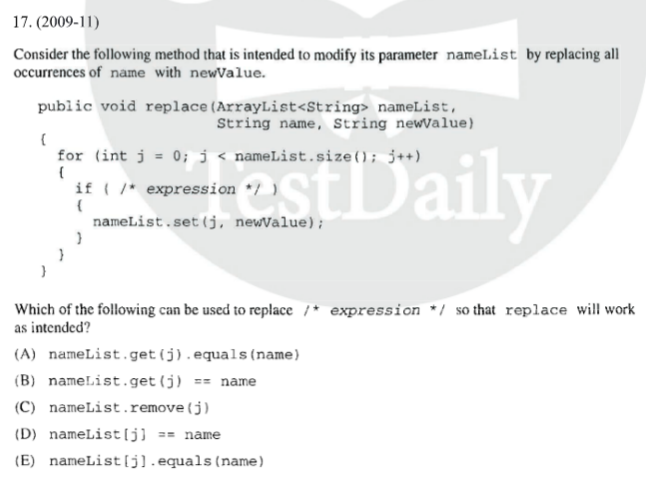 17. (2009-11)
Consider the following method that is intended to modify its parameter nameList by replacing all
occurrences of name with newValue.
public void replace(ArrayList<String> nameList,
String name, String newValue)
{
for (int j = 0; j < nameList.size(); j++)
{
if ( /* expression */ )
{
nameList.set(j, newValue);
}
}
}
TestDaily
Which of the following can be used to replace /* expression */ so that replace will work
as intended?
(A) nameList.get(j).equals(name)
(B) nameList.get(j) == name
(C) nameList.remove(j)
(D) nameList[j] == name
(E) nameList[j].equals(name)